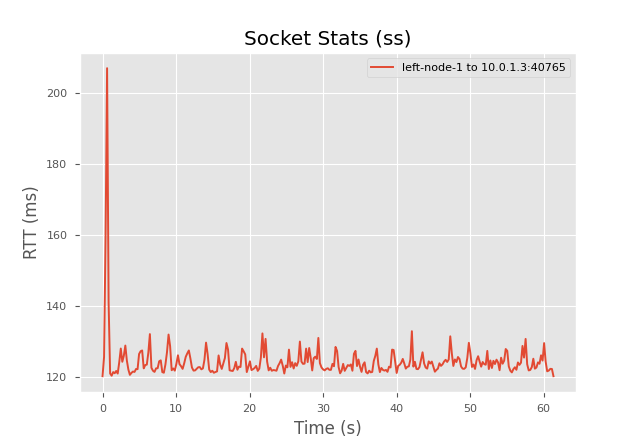 Socket Stats (ss)
left-node-1 to 10.0.1.3:40765
RTT (ms)
200
180
160
140
120
0 10 20 30 40 50 60
Time (s)